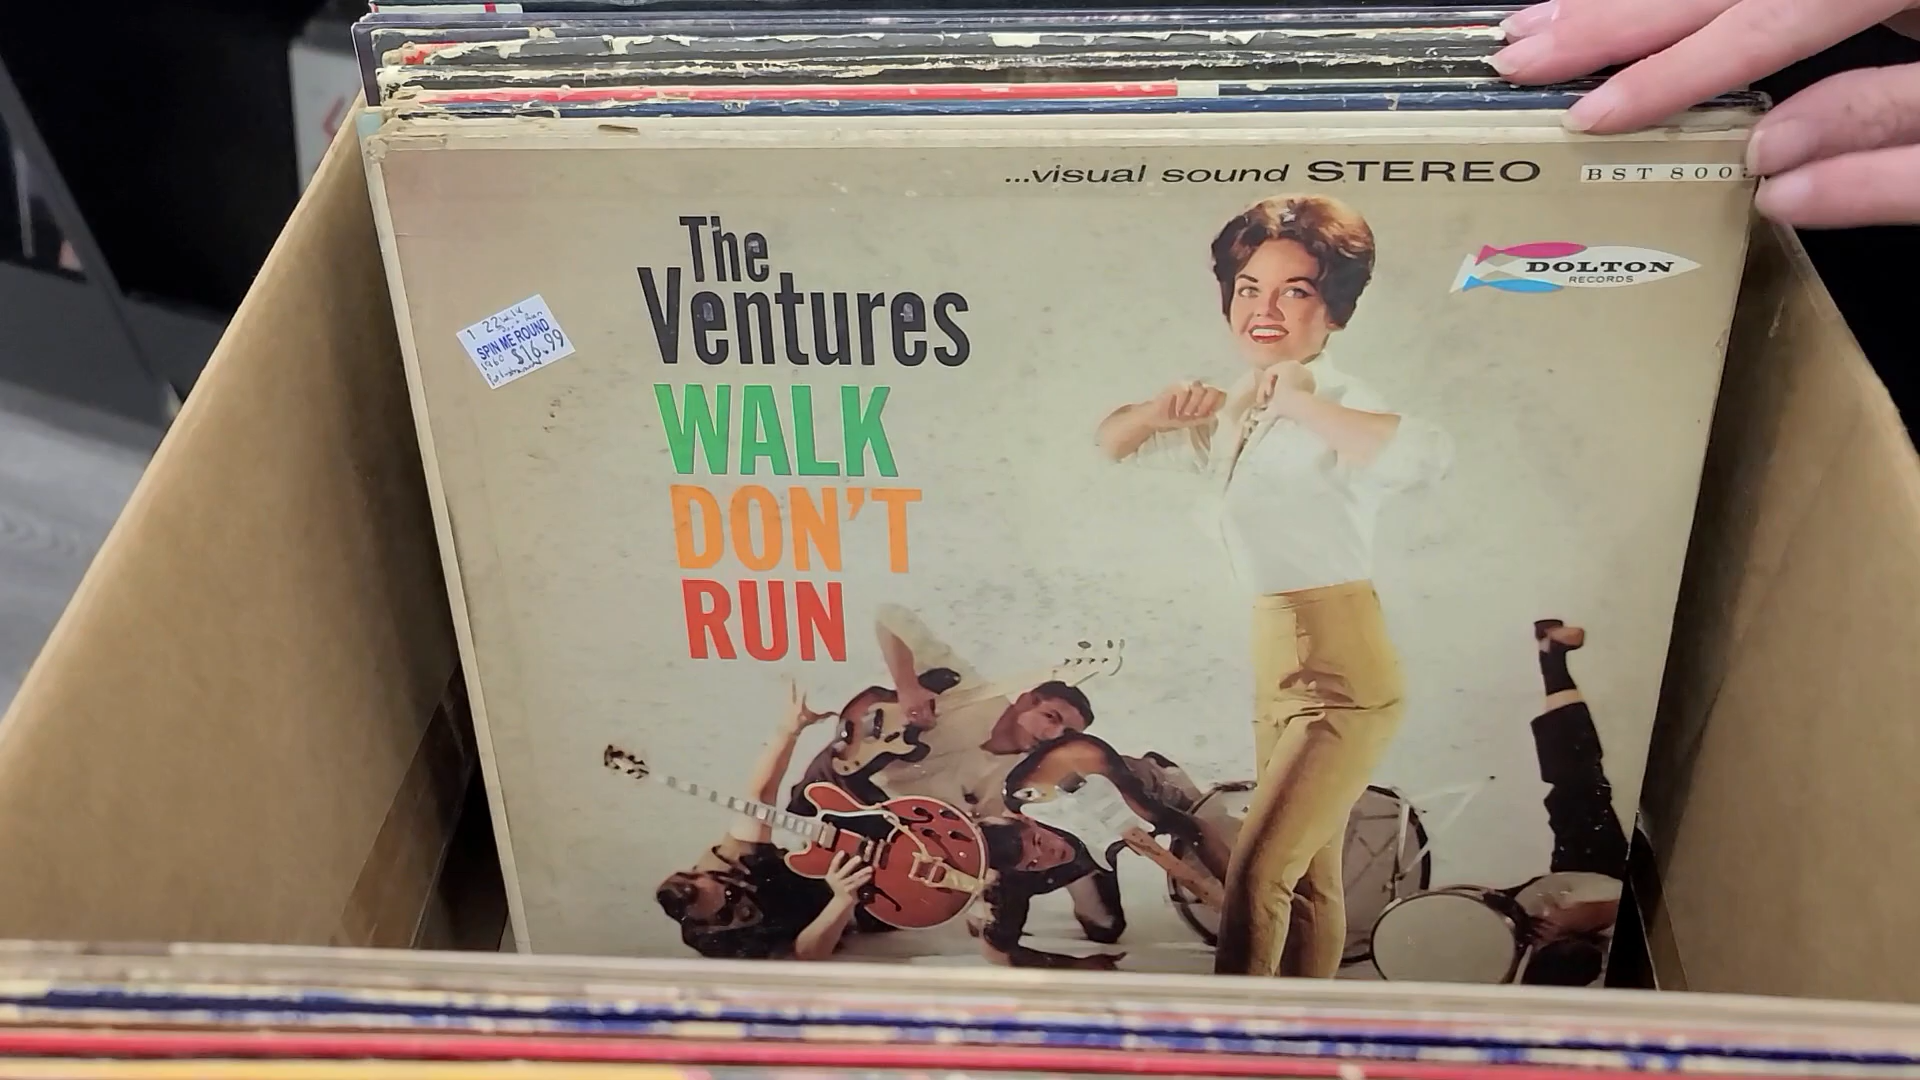 ...visual sound STEREO
BST 800
DOLTON
RECORDS
The
Ventures
WALK
DON'T
RUN
SPIN ME ROUND
1960 $16.99